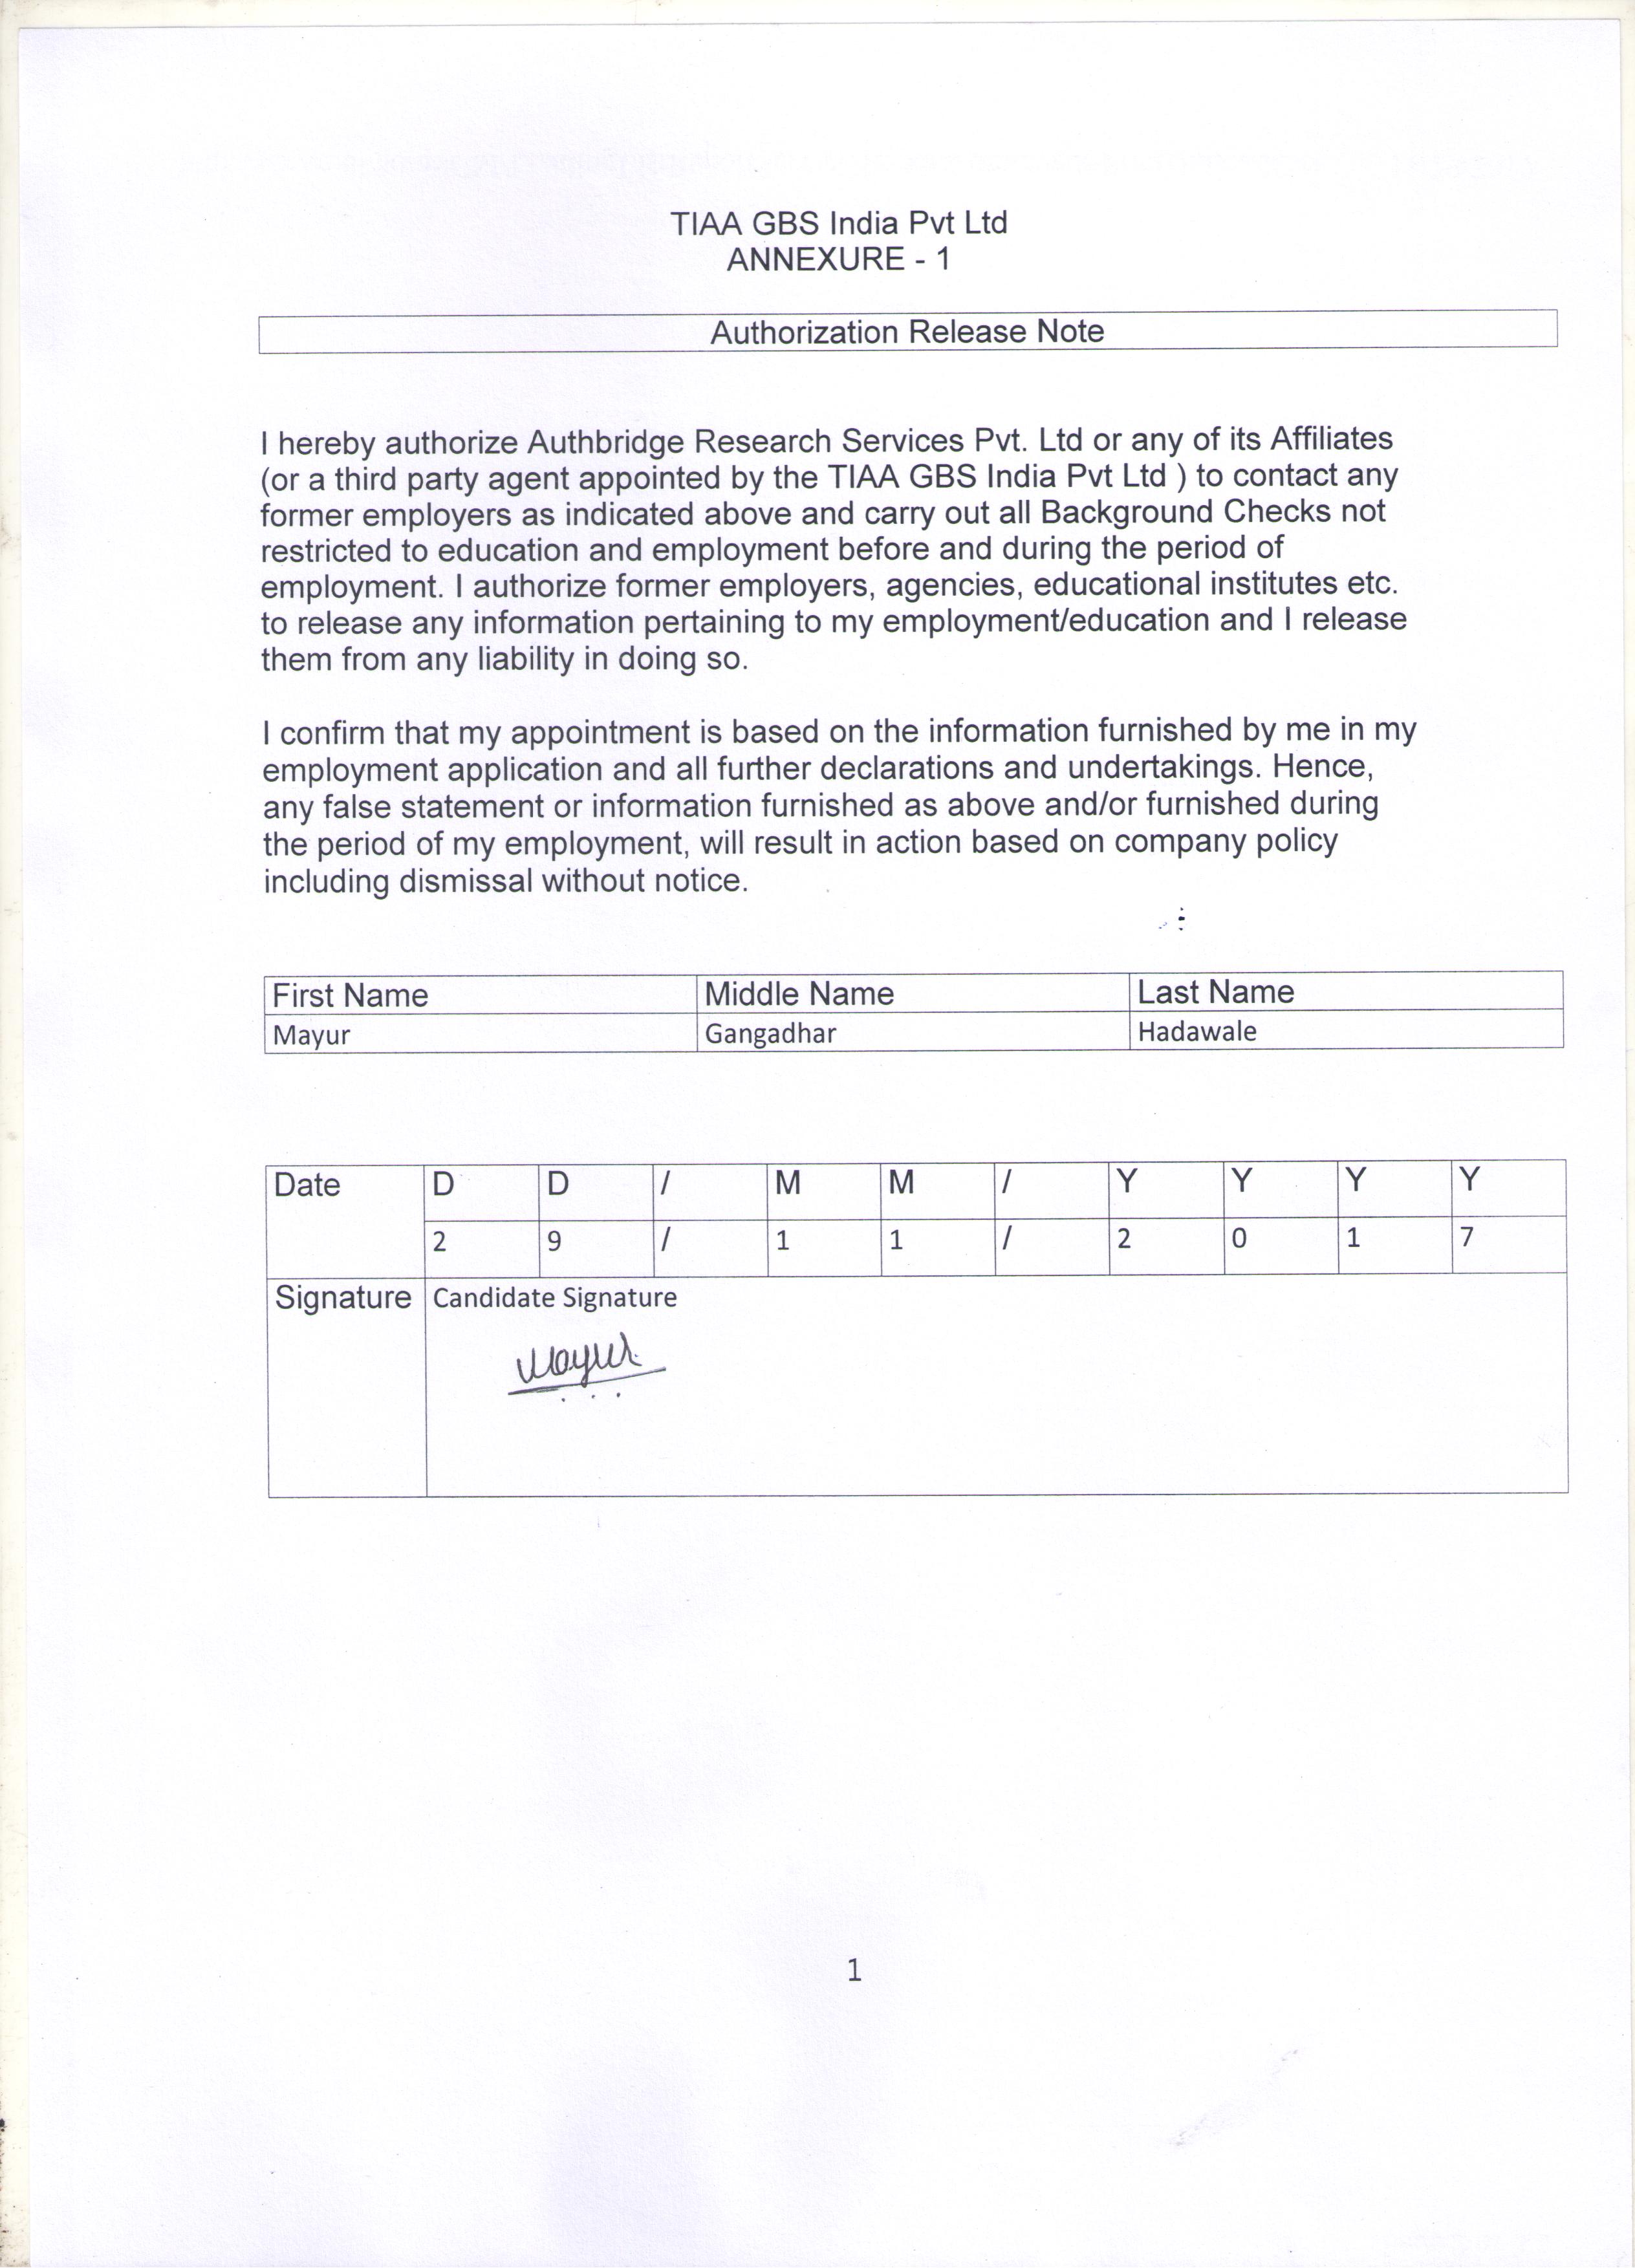 TIAA GBS India Pvt Ltd
ANNEXURE - 1
Authorization Release Note
I hereby authorize Authbridge Research Services Pvt. Ltd or any of its Affiliates
(or a third party agent appointed by the TIAA GBS India Pvt Ltd ) to contact any
former employers as indicated above and carry out all Background Checks not
restricted to education and employment before and during the period of
employment. I authorize former employers, agencies, educational institutes etc.
to release any information pertaining to my employment/education and I release
them from any liability in doing so.
I confirm that my appointment is based on the information furnished by me in my
employment application and all further declarations and undertakings. Hence,
any false statement or information furnished as above and/or furnished during
the period of my employment, will result in action based on company policy
including dismissal without notice.
First Name Middle Name Last Name
Mayur Gangadhar Hadawale
Date D D / M M / Y Y Y Y
2 9 / 1 1 / 2 0 1 7
Signature Candidate Signature
Mayur
1